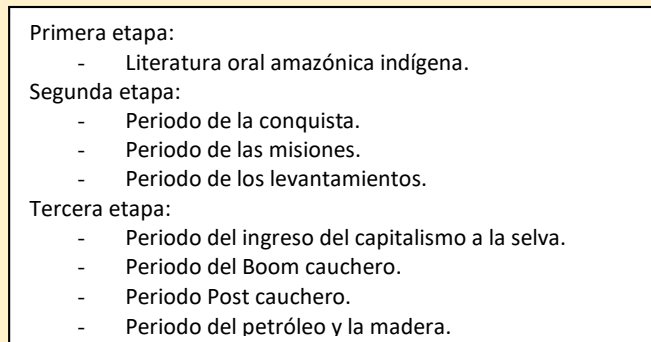 Primera etapa:
- Literatura oral amazónica indígena.
Segunda etapa:
- Periodo de la conquista.
- Periodo de las misiones.
- Periodo de los levantamientos.
Tercera etapa:
- Periodo del ingreso del capitalismo a la selva.
- Periodo del Boom cauchero.
- Periodo Post cauchero.
- Periodo del petróleo y la madera.